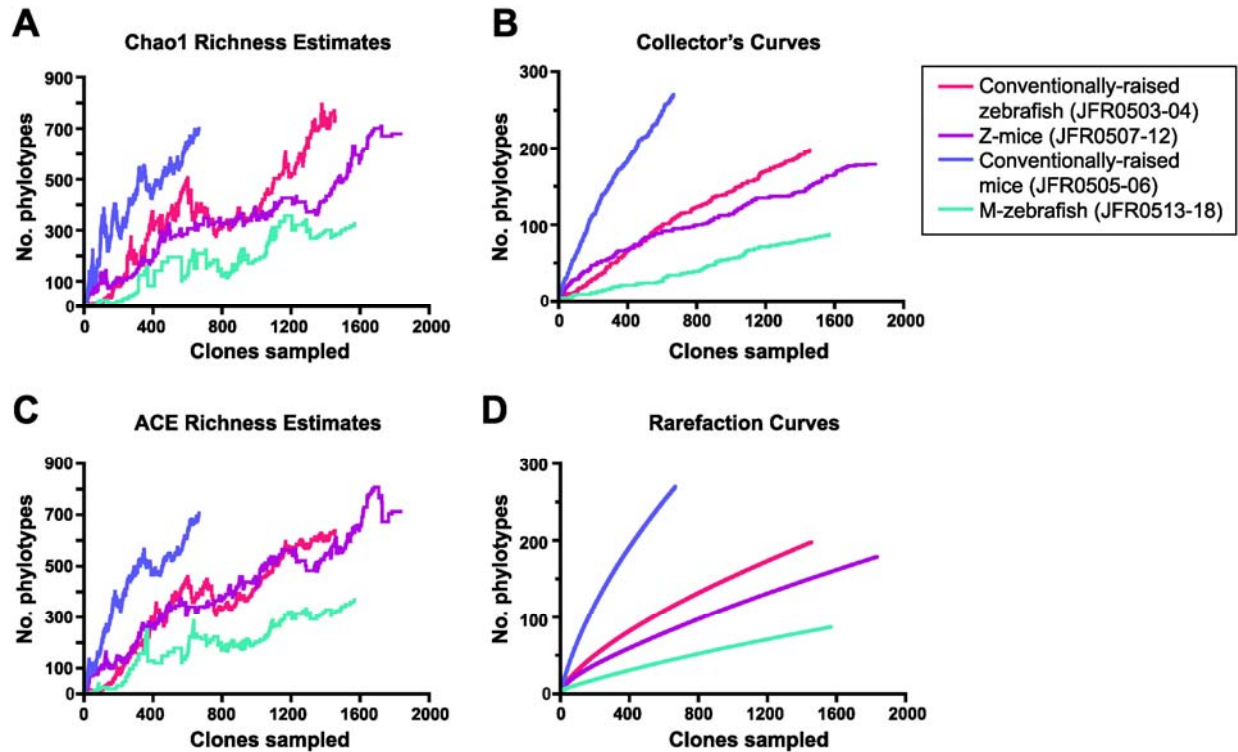 A
Chao1 Richness Estimates
No. phylotypes
900
700
500
300
100
0
0 400 800 1200 1600 2000
Clones sampled
B
Collector's Curves
No. phylotypes
300
200
100
0
0 400 800 1200 1600 2000
Clones sampled
Conventionally-raised
zebrafish (JFR0503-04)
Z-mice (JFR0507-12)
Conventionally-raised
mice (JFR0505-06)
M-zebrafish (JFR0513-18)
C
ACE Richness Estimates
No. phylotypes
900
700
500
300
100
0
0 400 800 1200 1600 2000
Clones sampled
D
Rarefaction Curves
No. phylotypes
300
200
100
0
0 400 800 1200 1600 2000
Clones sampled